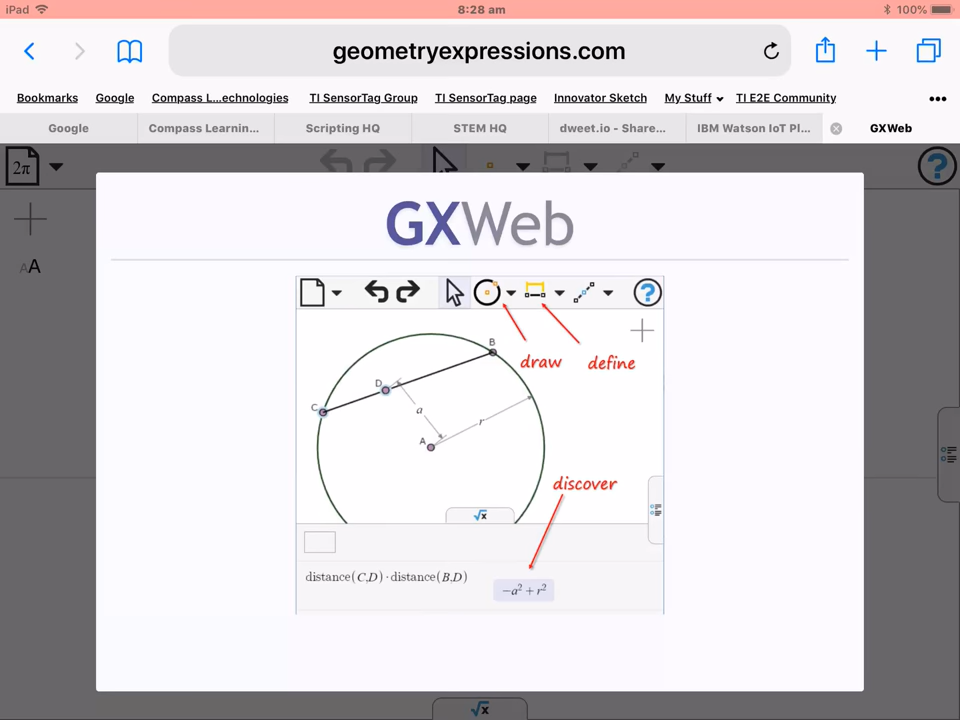 iPad 8:28 am 100%
geometryexpressions.com
Bookmarks Google Compass L...echnologies TI SensorTag Group TI SensorTag page Innovator Sketch My Stuff TI E2E Community •••
Google Compass Learnin... Scripting HQ STEM HQ dweet.io - Share... IBM Watson IoT Pl... GXWeb
2π ?
AA
GXWeb
?
draw define
B
D
C
a
r
A
discover
√x
distance(C,D)·distance(B,D)
−a² + r²
√x